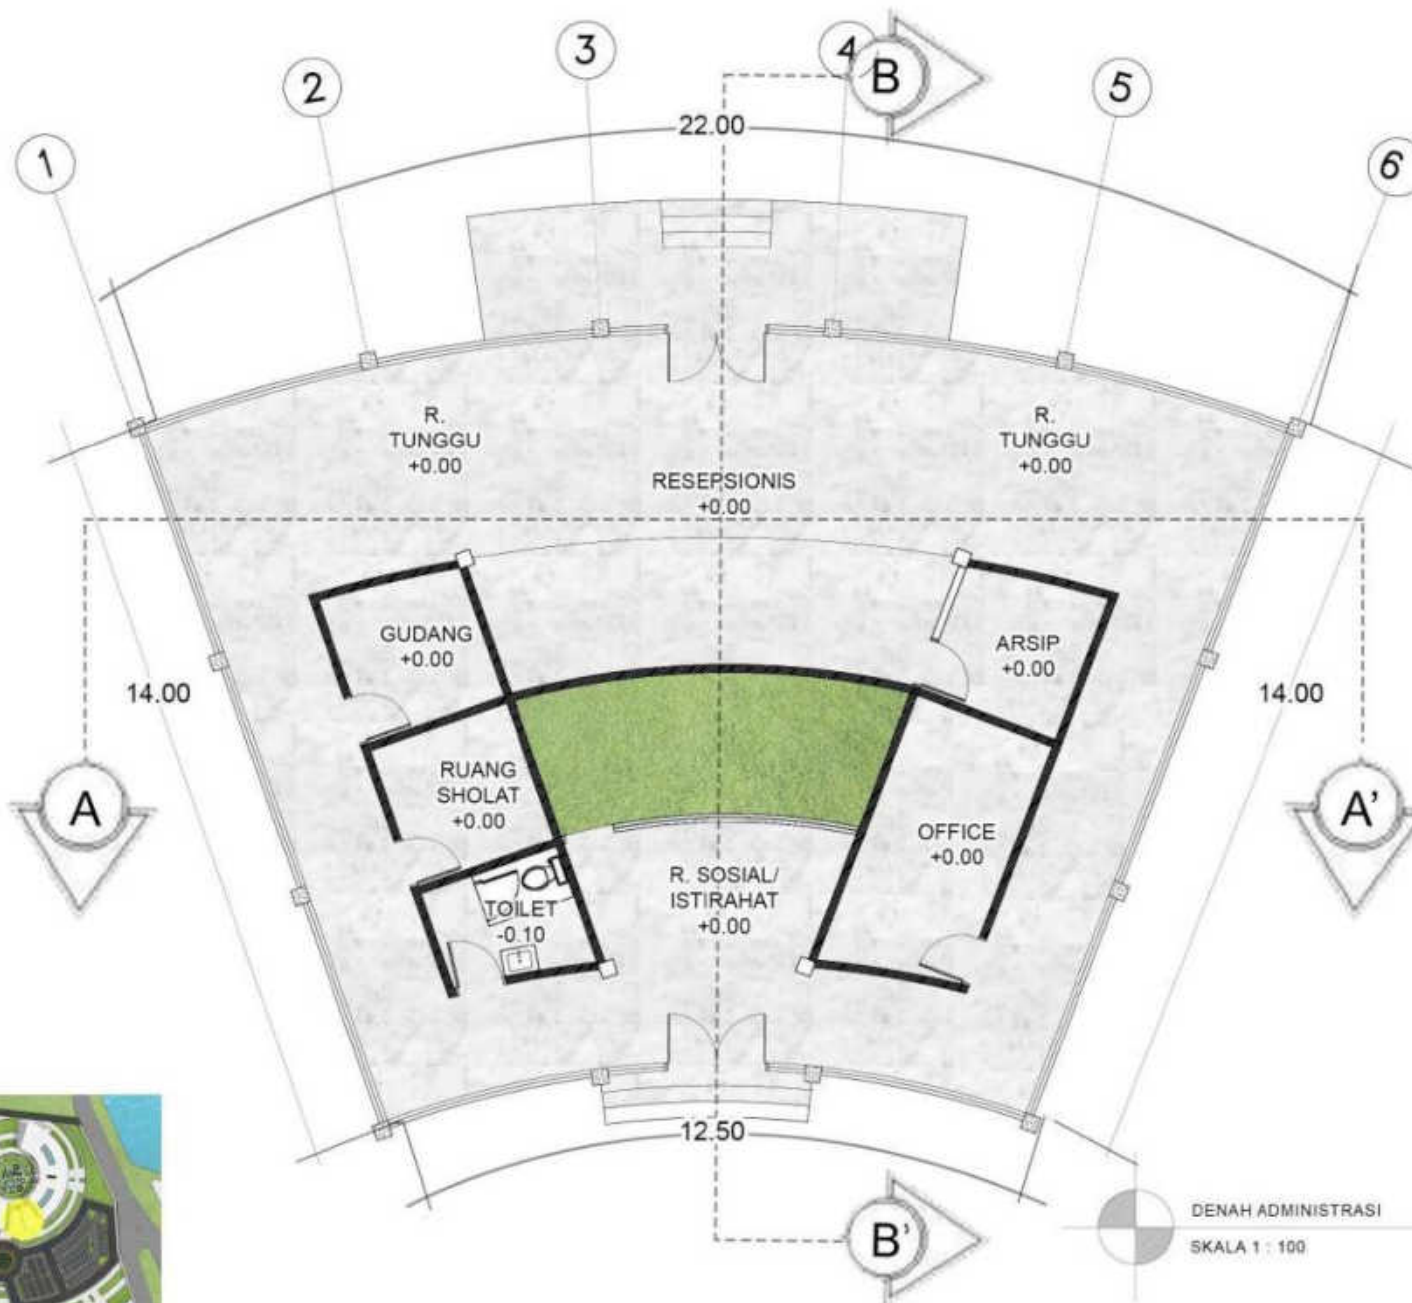 1
2
3
4
B
5
6
22.00
R.
TUNGGU
+0.00
R.
TUNGGU
+0.00
RESEPSIONIS
+0.00
GUDANG
+0.00
ARSIP
+0.00
14.00
14.00
A
A'
RUANG
SHOLAT
+0.00
OFFICE
+0.00
R. SOSIAL/
ISTIRAHAT
+0.00
TOILET
-0.10
12.50
B'
DENAH ADMINISTRASI
SKALA 1 : 100